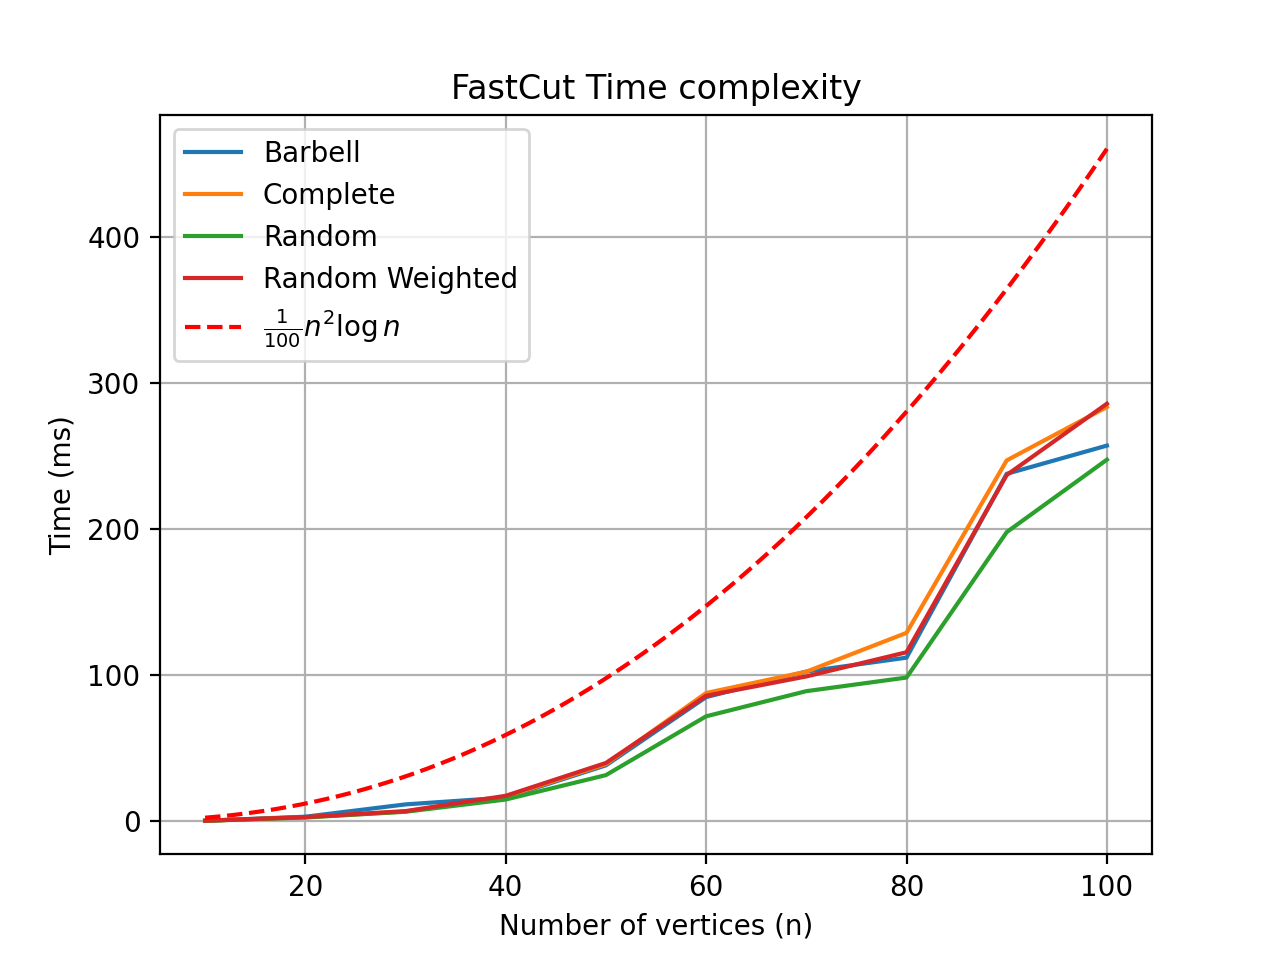 FastCut Time complexity
Barbell
Complete
Random
Random Weighted
1/100 n² log n
400
300
200
100
0
Time (ms)
20 40 60 80 100
Number of vertices (n)